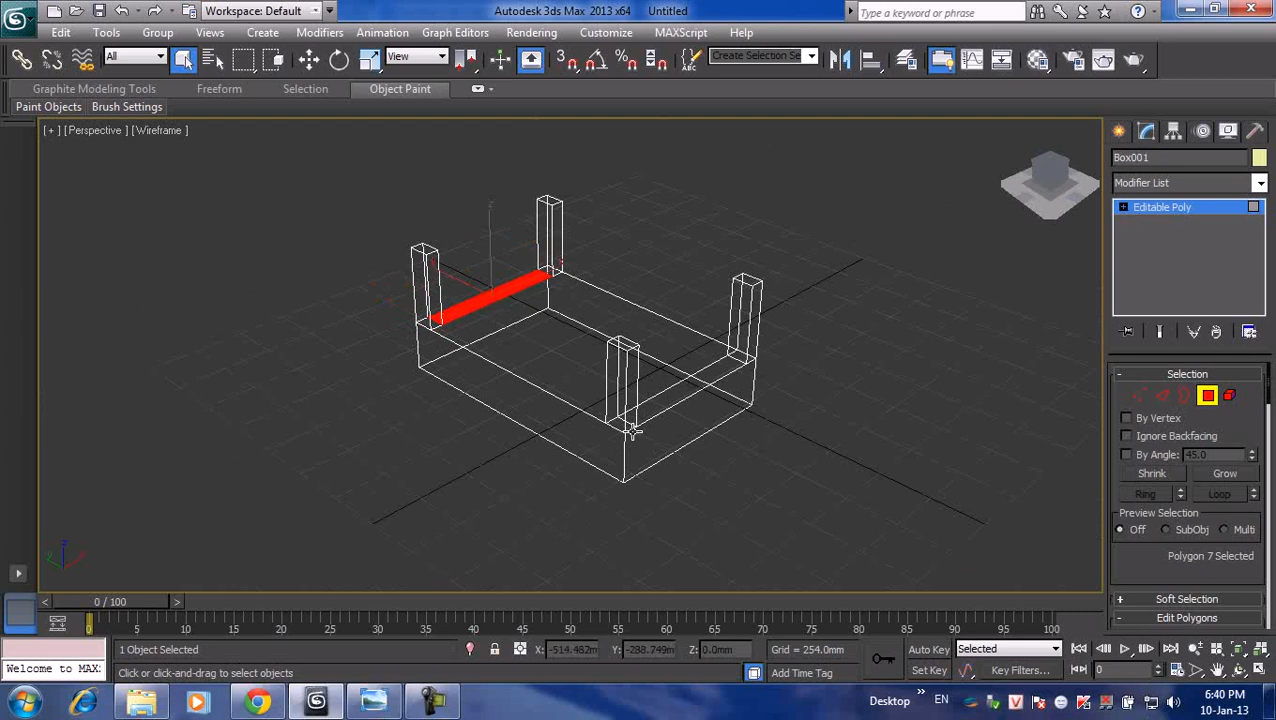 Workspace: Default
Autodesk 3ds Max 2013 x64
Untitled
Type a keyword or phrase
Edit Tools Group Views Create Modifiers Animation Graph Editors Rendering Customize MAXScript Help
All
View
Create Selection Se
Graphite Modeling Tools Freeform Selection Object Paint
Paint Objects Brush Settings
[ + ] [ Perspective ] [ Wireframe ]
Box001
Modifier List
Editable Poly
- Selection
By Vertex
Ignore Backfacing
By Angle: 45.0
Shrink Grow
Ring Loop
Preview Selection
Off SubObj Multi
Polygon 7 Selected
+ Soft Selection
- Edit Polygons
< 0 / 100 >
0 5 10 15 20 25 30 35 40 45 50 55 60 65 70 75 80 85 90 95 100
1 Object Selected
X: -514.482m Y: -288.749m Z: 0.0mm Grid = 254.0mm
Auto Key Selected
Welcome to MAX
Click or click-and-drag to select objects
Add Time Tag
Set Key Key Filters...
0
Desktop
EN
6:40 PM
10-Jan-13